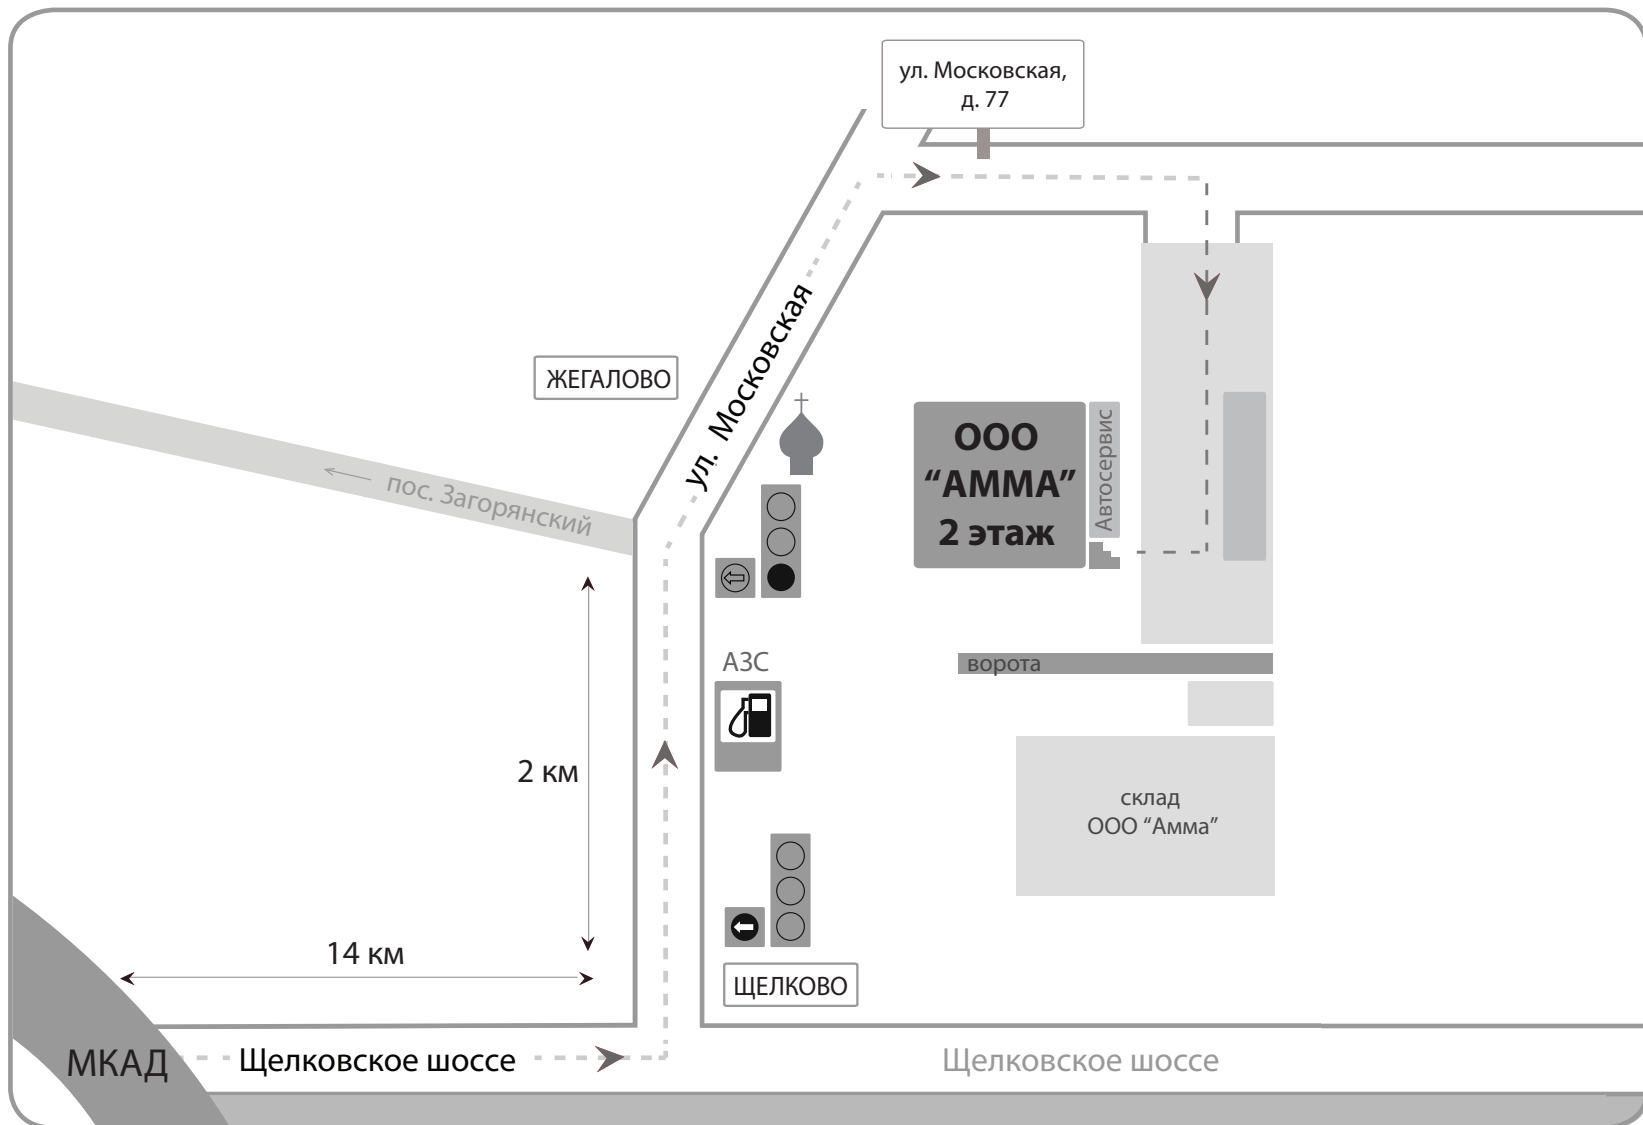 ул. Московская,
д. 77
ул. Московская
ЖЕГАЛОВО
пос. Загорянский
ООО
“АММА”
2 этаж
Автосервис
АЗС
ворота
2 км
склад
ООО “Амма”
14 км
ЩЕЛКОВО
МКАД
Щелковское шоссе
Щелковское шоссе